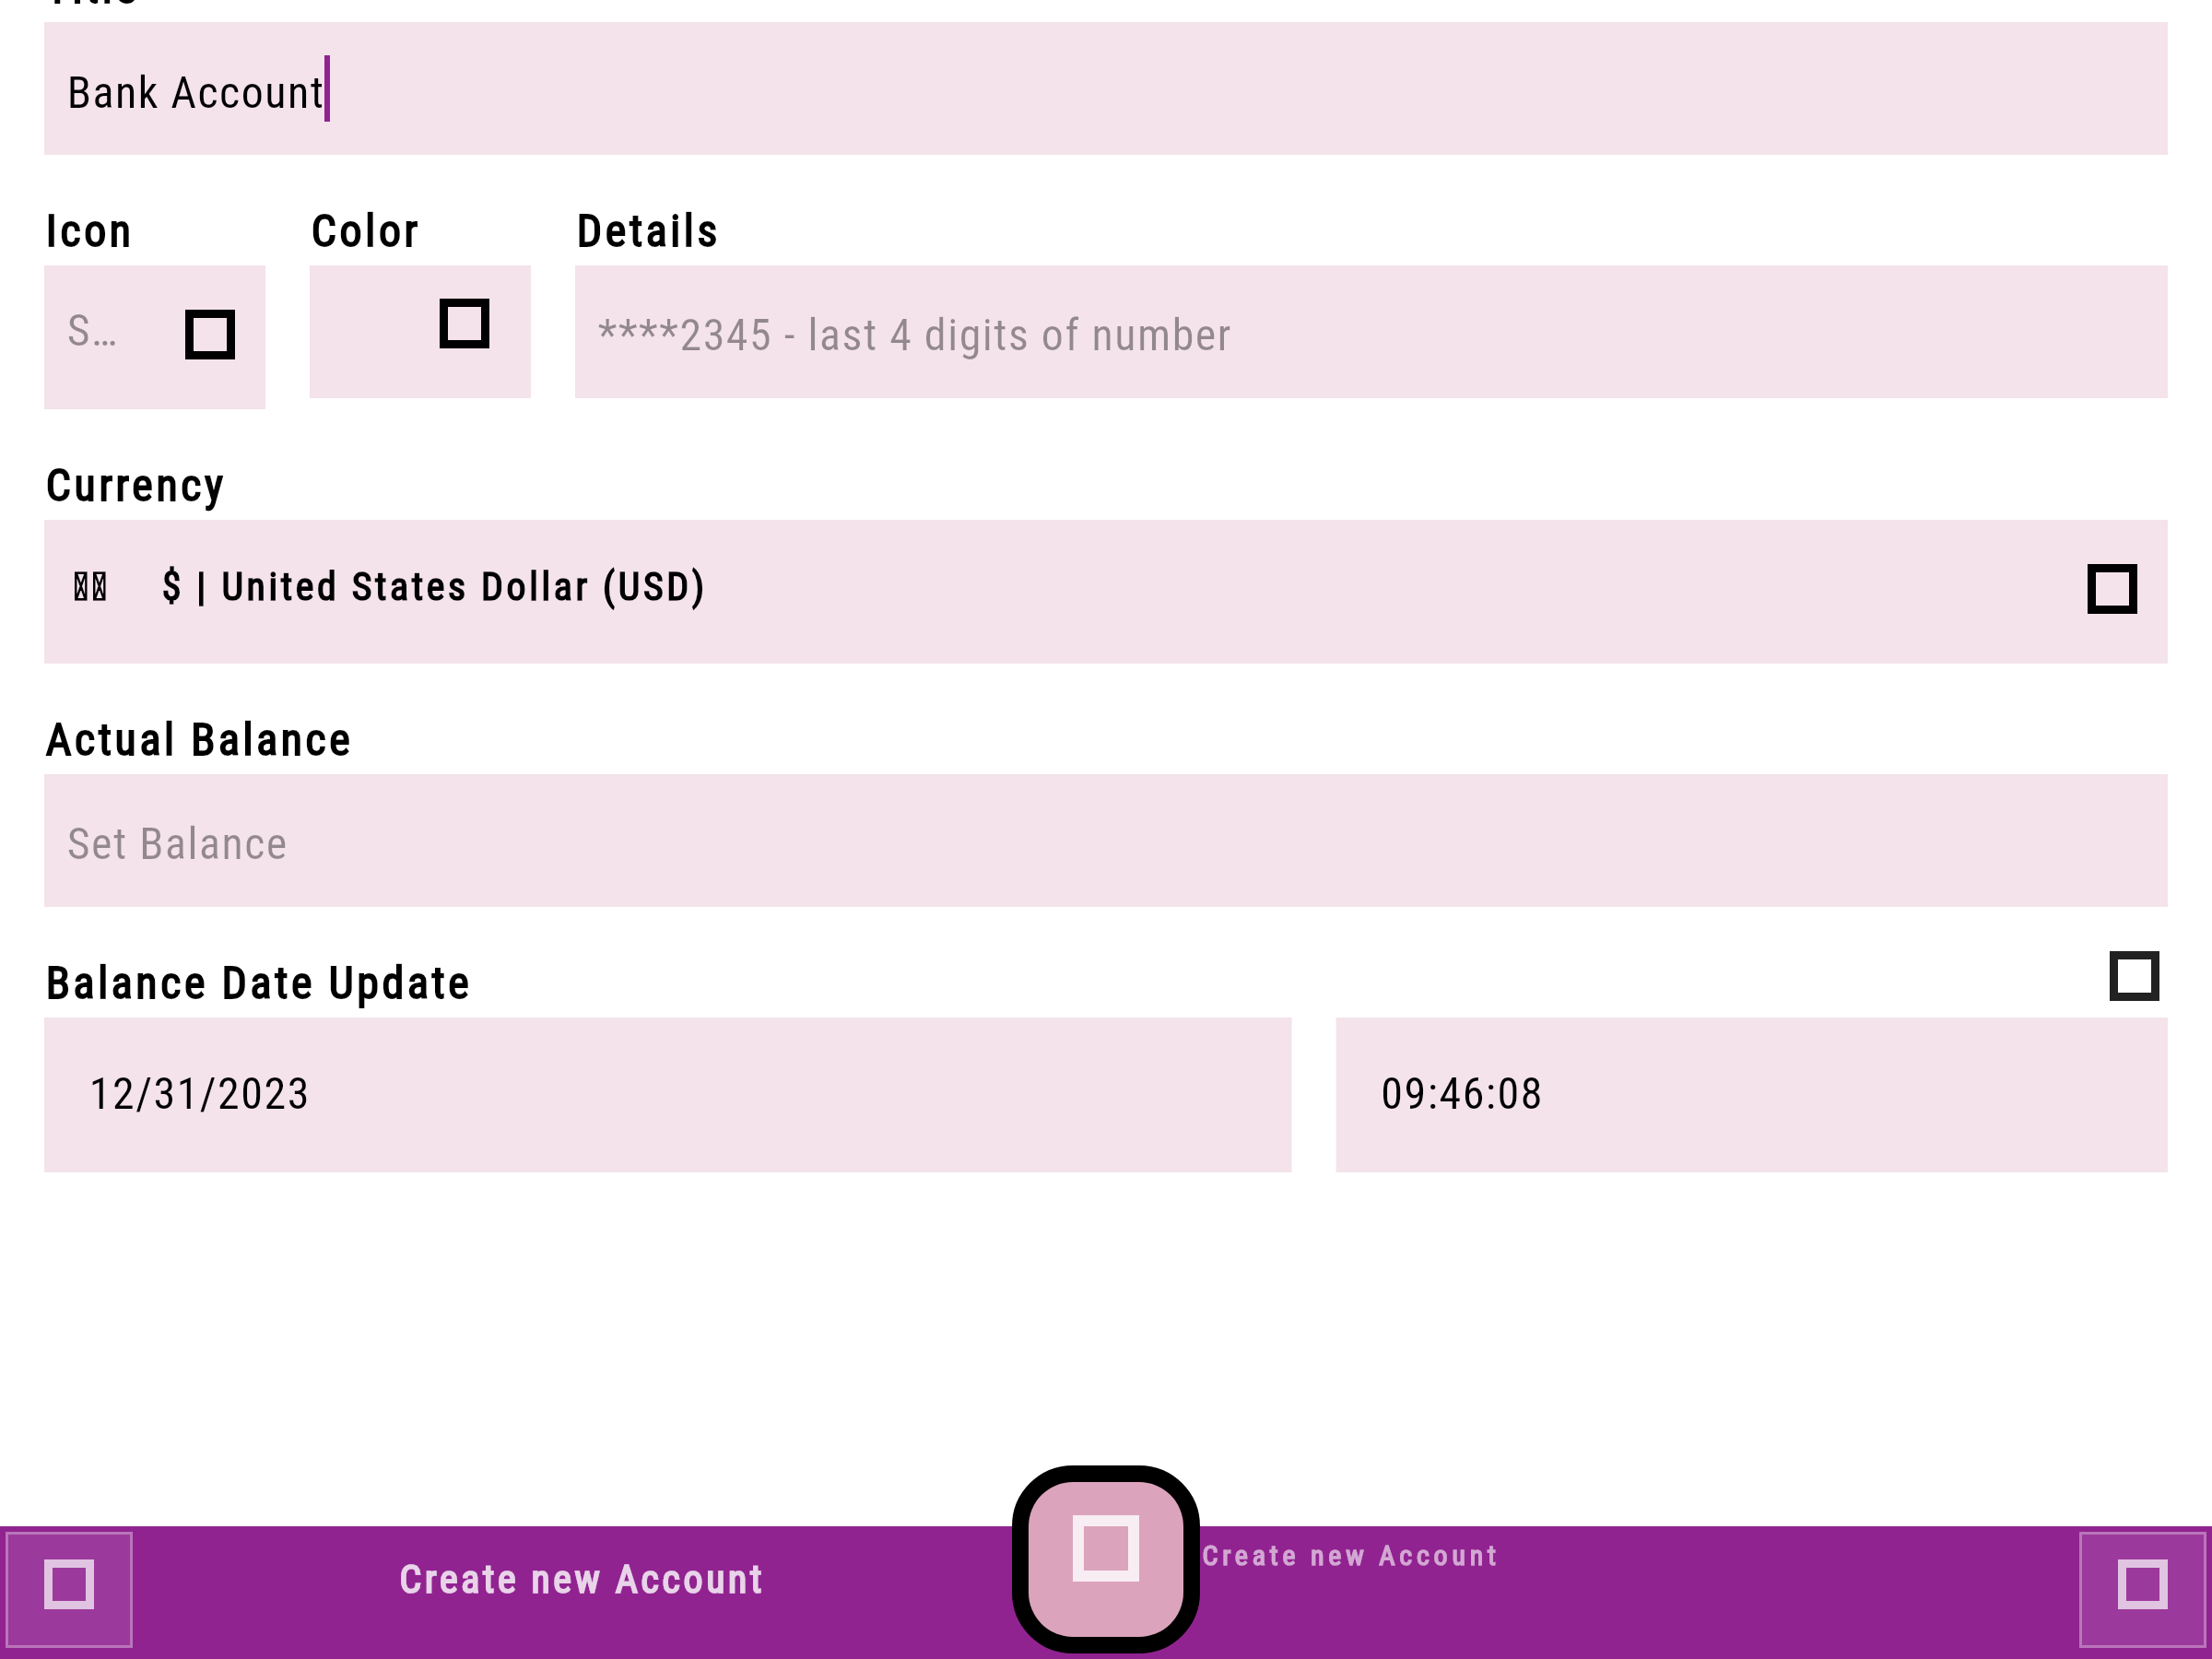 Title
Bank Account
Icon Color Details
S… ****2345 - last 4 digits of number
Currency
$ | United States Dollar (USD)
Actual Balance
Set Balance
Balance Date Update
12/31/2023 09:46:08
Create new Account Create new Account